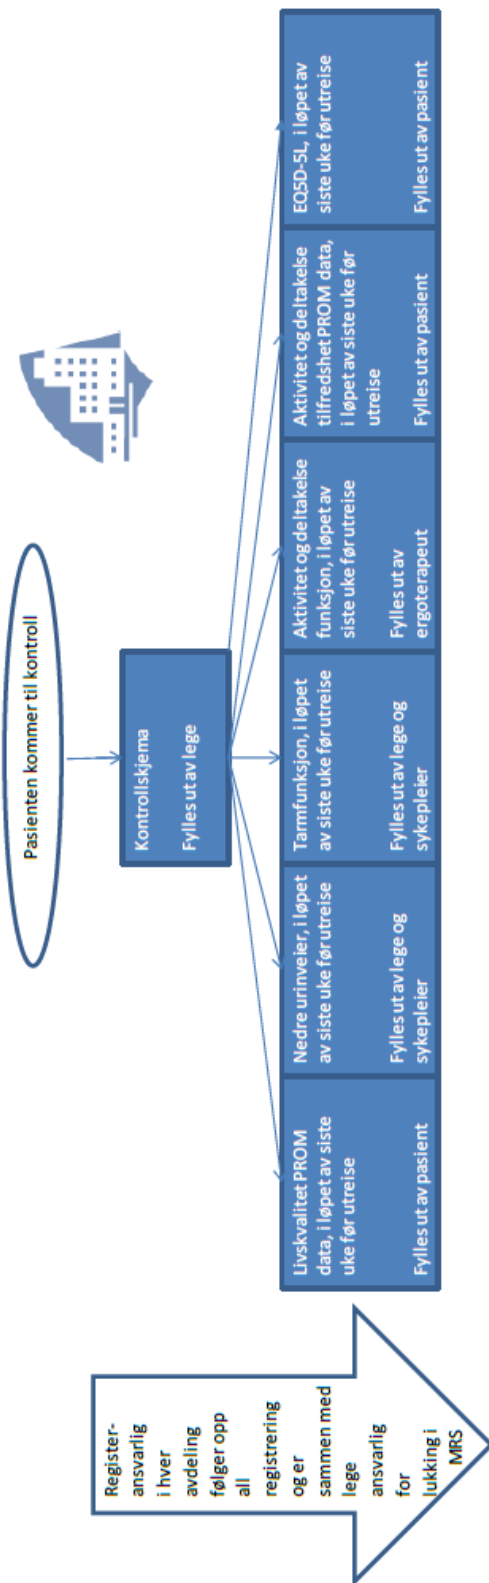 Pasienten kommer til kontroll
Kontrollskjema
Fylles ut av lege
Register-
ansvarlig
i hver
avdeling
følger opp
all
registrering
og er
sammen med
lege
ansvarlig
for
lukking i
MRS
Livskvalitet PROM
data, i løpet av siste
uke før utreise
Fylles ut av pasient
Nedre urinveier, i løpet
av siste uke før utreise
Fylles ut av lege og
sykepleier
Tarmfunksjon, i løpet
av siste uke før utreise
Fylles ut av lege og
sykepleier
Aktivitet og deltakelse
funksjon, i løpet av
siste uke før utreise
Fylles ut av
ergoterapeut
Aktivitet og deltakelse
tilfredshet PROM data,
i løpet av siste uke før
utreise
Fylles ut av pasient
EQ5D-5L, i løpet av
siste uke før utreise
Fylles ut av pasient